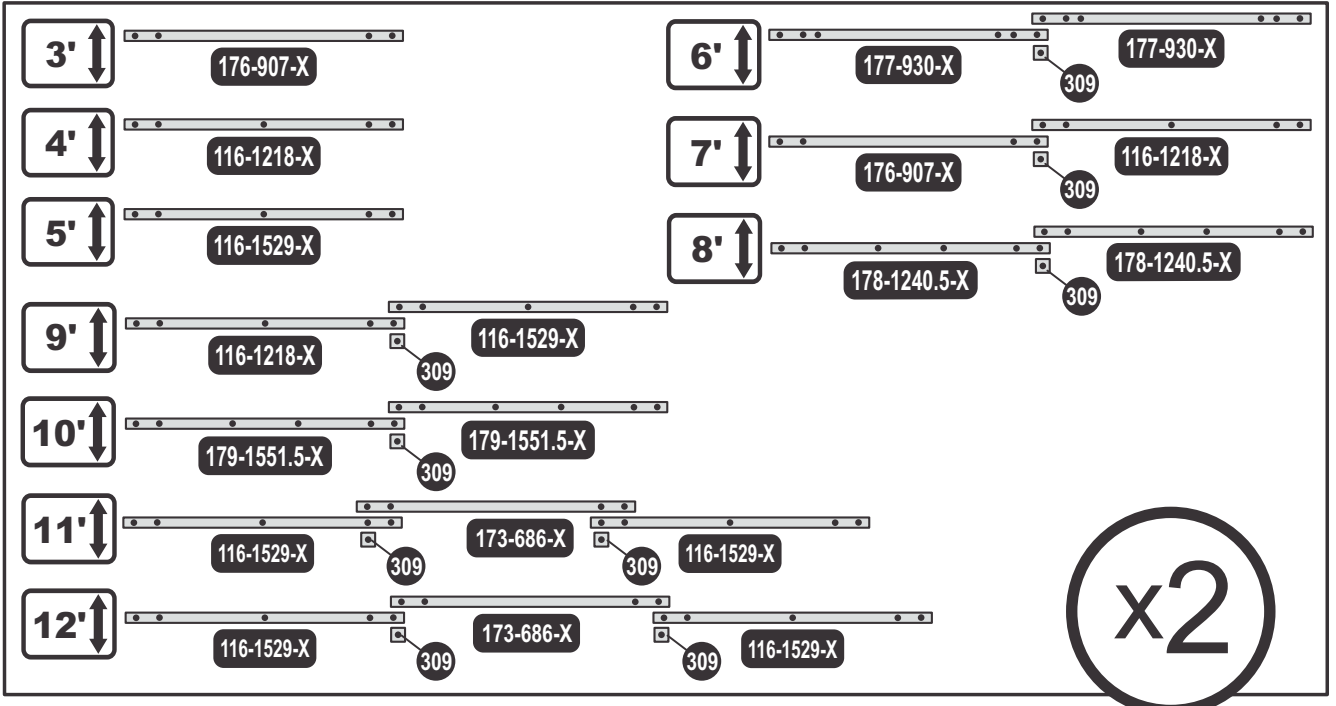 3'
176-907-X
4'
116-1218-X
5'
116-1529-X
6'
177-930-X
309
177-930-X
7'
176-907-X
309
116-1218-X
8'
178-1240.5-X
309
178-1240.5-X
9'
116-1218-X
309
116-1529-X
10'
179-1551.5-X
309
179-1551.5-X
11'
116-1529-X
309
173-686-X
309
116-1529-X
12'
116-1529-X
309
173-686-X
309
116-1529-X
x2